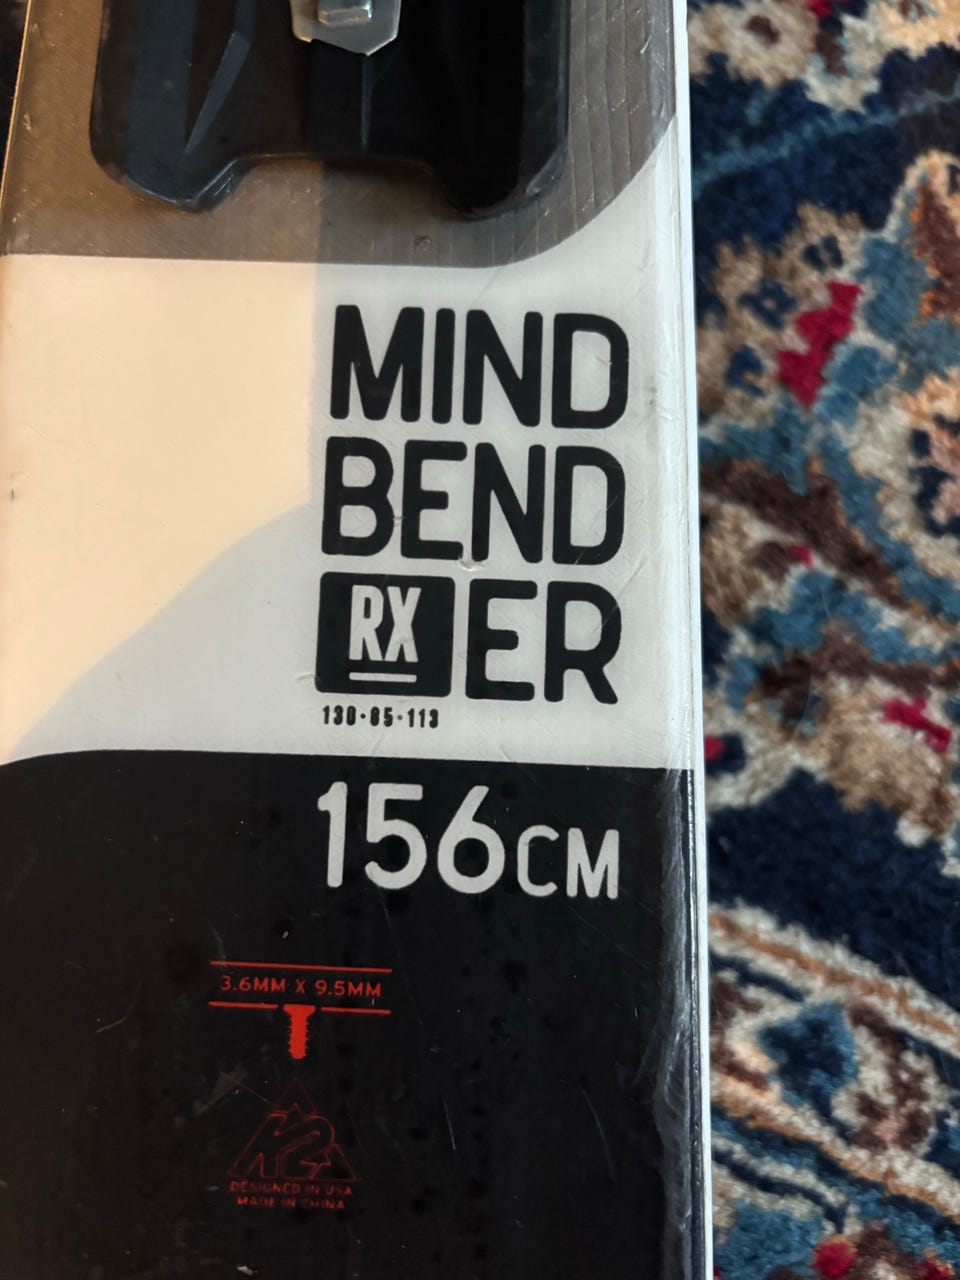 MIND
BEND
RX ER
130•85•113
156CM
3.6MM X 9.5MM
K2
DESIGNED IN USA
MADE IN CHINA